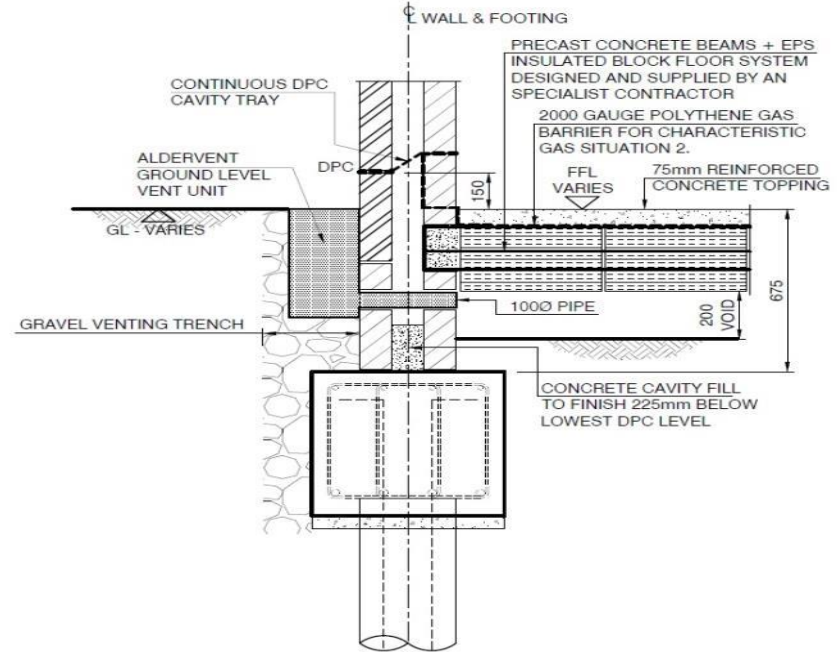 ℄ WALL & FOOTING
PRECAST CONCRETE BEAMS + EPS
INSULATED BLOCK FLOOR SYSTEM
DESIGNED AND SUPPLIED BY AN
SPECIALIST CONTRACTOR
CONTINUOUS DPC
CAVITY TRAY
2000 GAUGE POLYTHENE GAS
BARRIER FOR CHARACTERISTIC
GAS SITUATION 2.
ALDERVENT
GROUND LEVEL
VENT UNIT
DPC
150
FFL
VARIES
75mm REINFORCED
CONCRETE TOPPING
GL - VARIES
675
100Ø PIPE
200
VOID
GRAVEL VENTING TRENCH
CONCRETE CAVITY FILL
TO FINISH 225mm BELOW
LOWEST DPC LEVEL